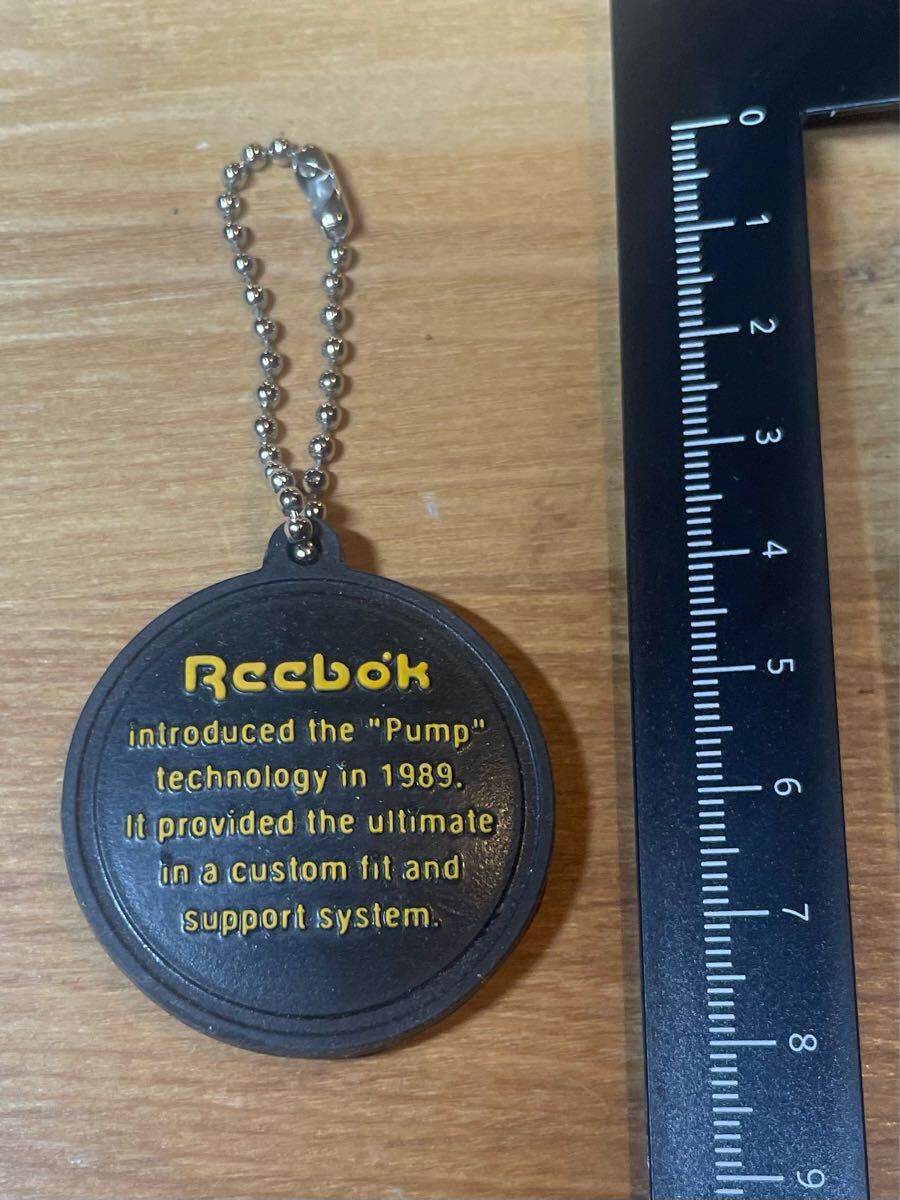 Reebok
introduced the "Pump"
technology in 1989.
It provided the ultimate
in a custom fit and
support system.
0
1
2
3
4
5
6
7
8
9